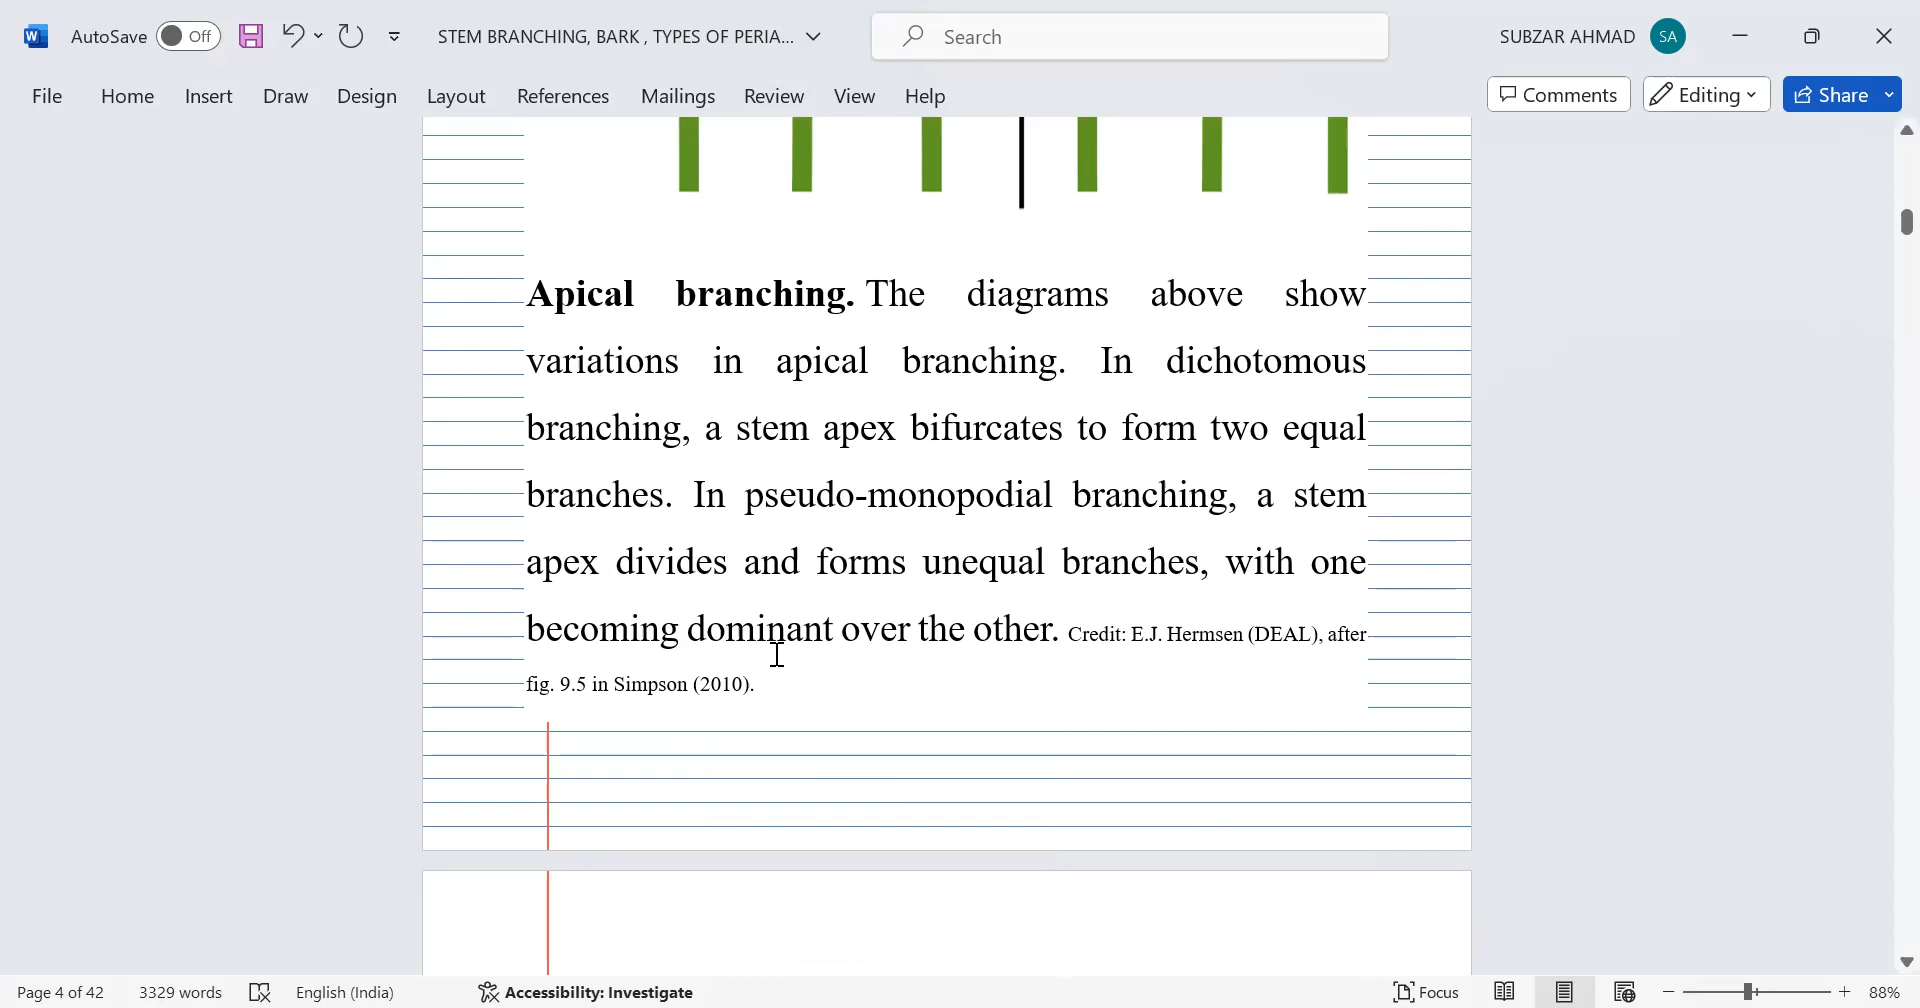 AutoSave Off STEM BRANCHING, BARK , TYPES OF PERIA... Search SUBZAR AHMAD SA
File Home Insert Draw Design Layout References Mailings Review View Help Comments Editing Share
Apical branching. The diagrams above show
variations in apical branching. In dichotomous
branching, a stem apex bifurcates to form two equal
branches. In pseudo-monopodial branching, a stem
apex divides and forms unequal branches, with one
becoming dominant over the other. Credit: E.J. Hermsen (DEAL), after
fig. 9.5 in Simpson (2010).
Page 4 of 42 3329 words English (India) Accessibility: Investigate Focus 88%